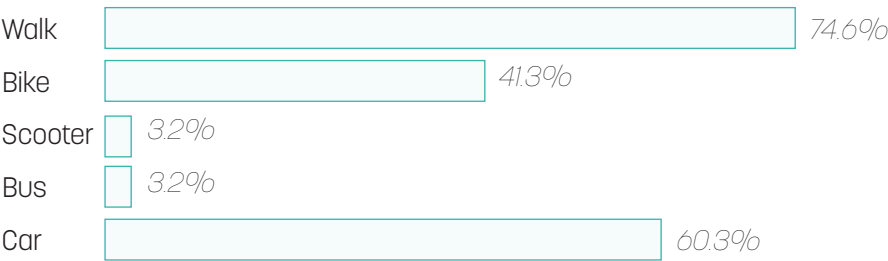 Walk 74.6%
Bike 41.3%
Scooter 3.2%
Bus 3.2%
Car 60.3%